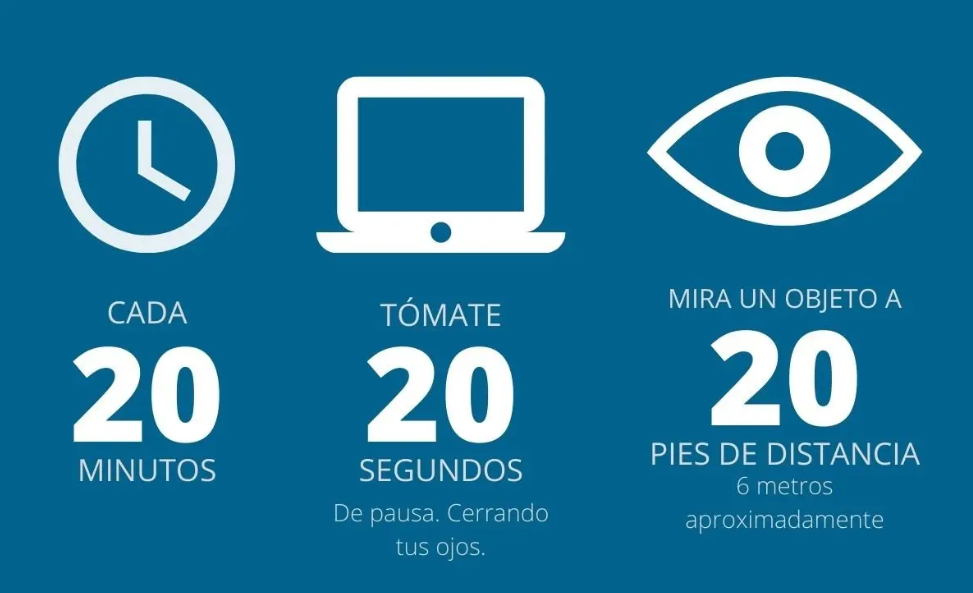 CADA
20
MINUTOS
TÓMATE
20
SEGUNDOS
De pausa. Cerrando
tus ojos.
MIRA UN OBJETO A
20
PIES DE DISTANCIA
6 metros
aproximadamente